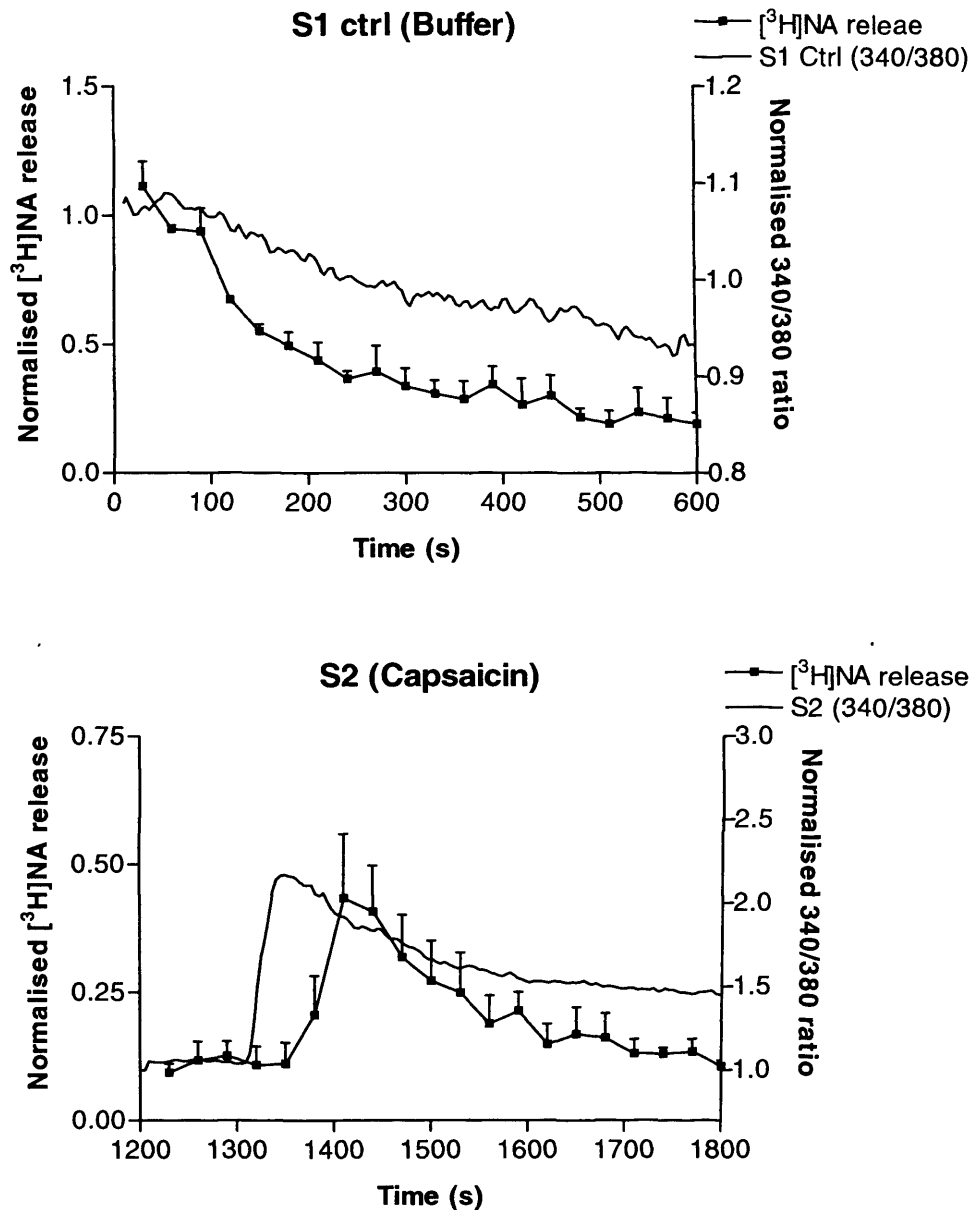 S1 ctrl (Buffer)
[³H]NA releae
S1 Ctrl (340/380)
1.5
1.0
0.5
0.0
Normalised [³H]NA release
1.2
1.1
1.0
0.9
0.8
Normalised 340/380 ratio
0 100 200 300 400 500 600
Time (s)
S2 (Capsaicin)
[³H]NA release
S2 (340/380)
0.75
0.50
0.25
0.00
Normalised [³H]NA release
3.0
2.5
2.0
1.5
1.0
Normalised 340/380 ratio
1200 1300 1400 1500 1600 1700 1800
Time (s)